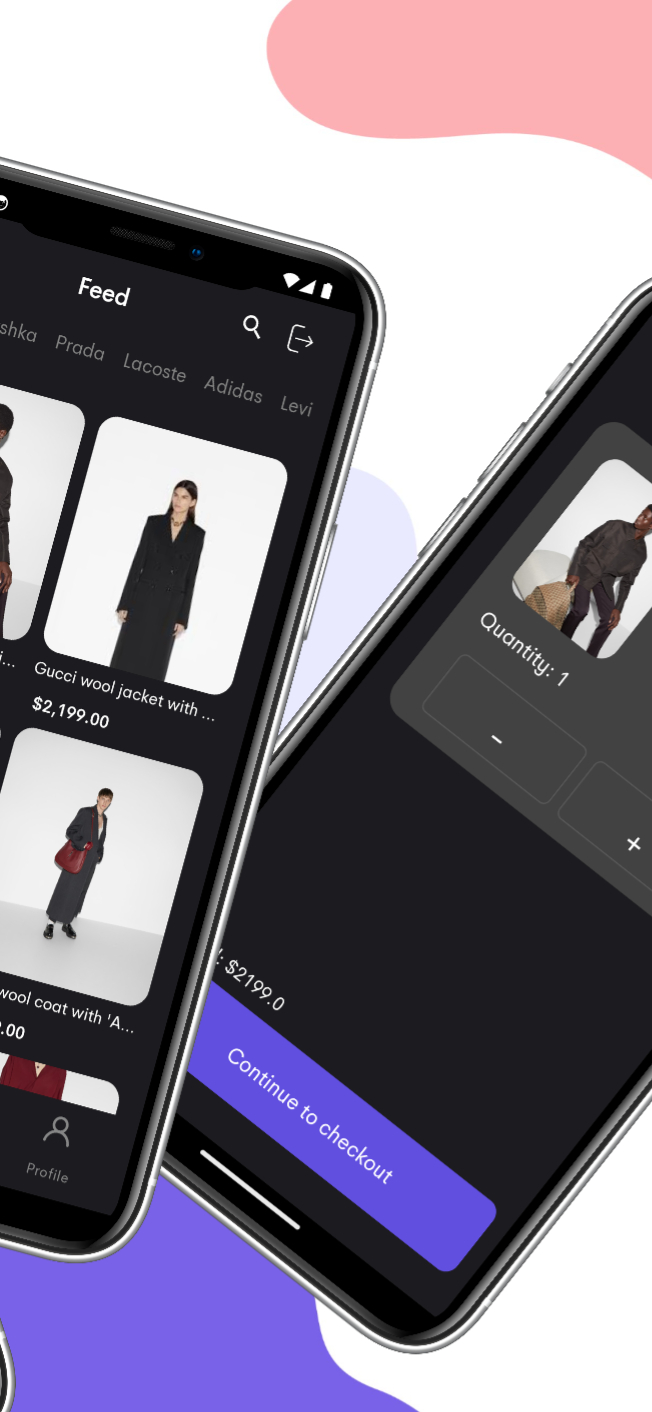 Feed
shka Prada Lacoste Adidas Levi
i...
Gucci wool jacket with ...
$2,199.00
wool coat with 'A...
.00
Profile
Quantity: 1
-
+
: $2199.0
Continue to checkout